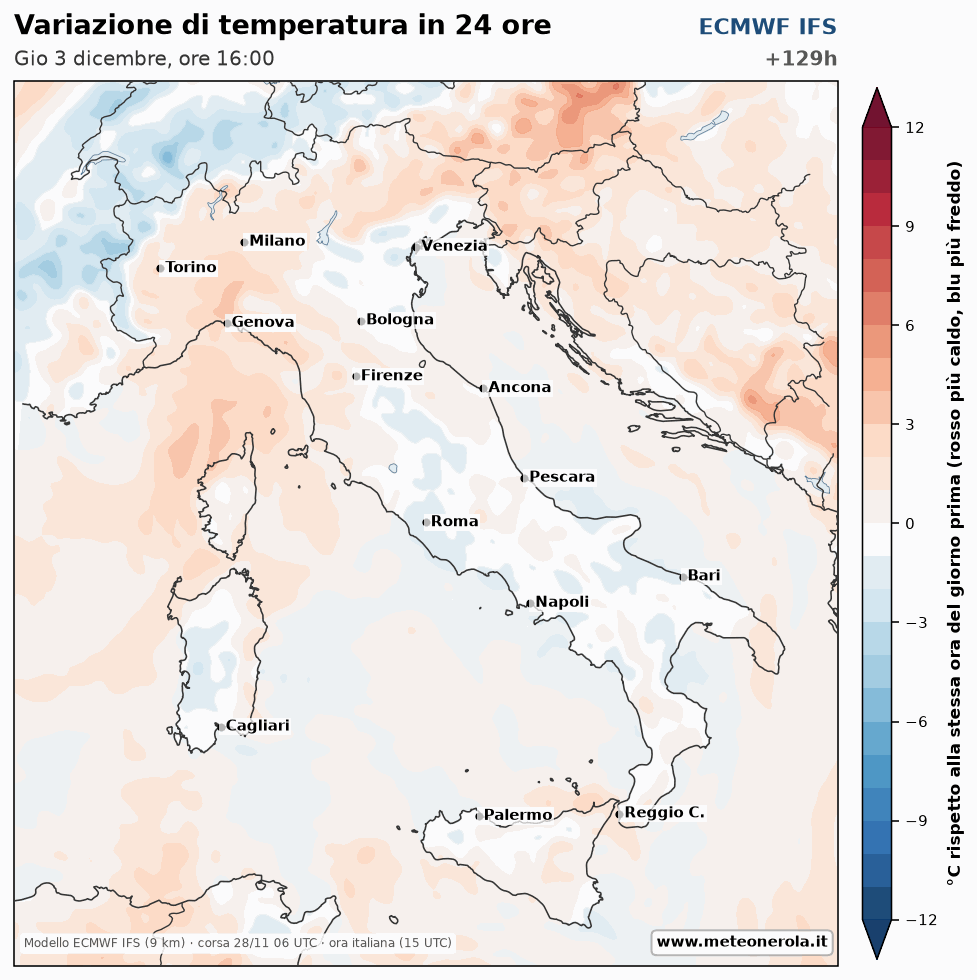 Variazione di temperatura in 24 ore
ECMWF IFS
Gio 3 dicembre, ore 16:00
+129h
Milano
Venezia
Torino
Genova
Bologna
Firenze
Ancona
Pescara
Roma
Bari
Napoli
Cagliari
Palermo
Reggio C.
12
9
6
3
0
−3
−6
−9
−12
°C rispetto alla stessa ora del giorno prima (rosso più caldo, blu più freddo)
Modello ECMWF IFS (9 km) · corsa 28/11 06 UTC · ora italiana (15 UTC)
www.meteonerola.it